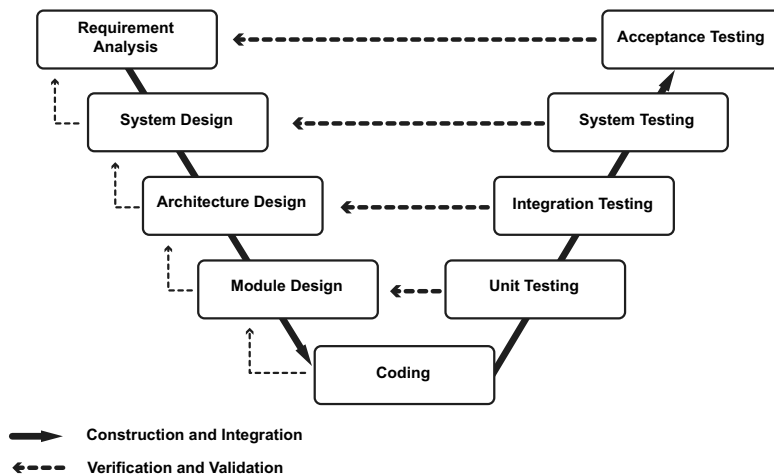 Requirement
Analysis
Acceptance Testing
System Design
System Testing
Architecture Design
Integration Testing
Module Design
Unit Testing
Coding
Construction and Integration
Verification and Validation